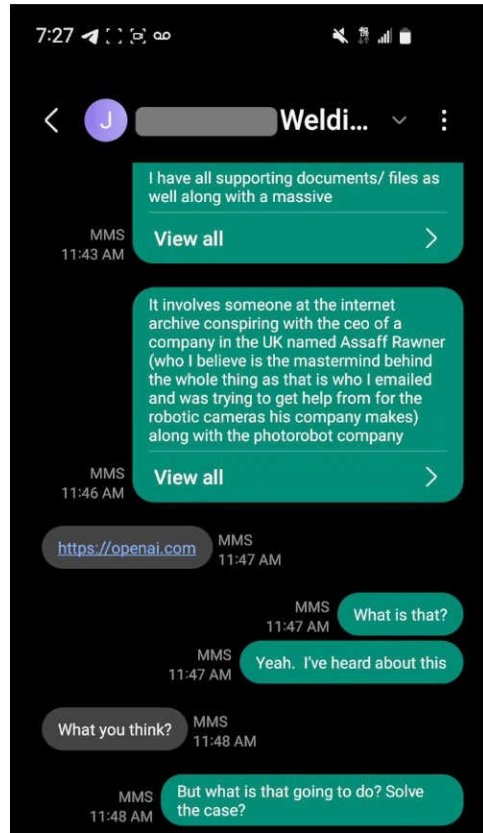 7:27
J
Weldi...
I have all supporting documents/ files as
well along with a massive
View all
MMS
11:43 AM
It involves someone at the internet
archive conspiring with the ceo of a
company in the UK named Assaff Rawner
(who I believe is the mastermind behind
the whole thing as that is who I emailed
and was trying to get help from for the
robotic cameras his company makes)
along with the photorobot company
View all
MMS
11:46 AM
https://openai.com
MMS
11:47 AM
What is that?
MMS
11:47 AM
Yeah. I've heard about this
MMS
11:47 AM
What you think?
MMS
11:48 AM
But what is that going to do? Solve
the case?
MMS
11:48 AM